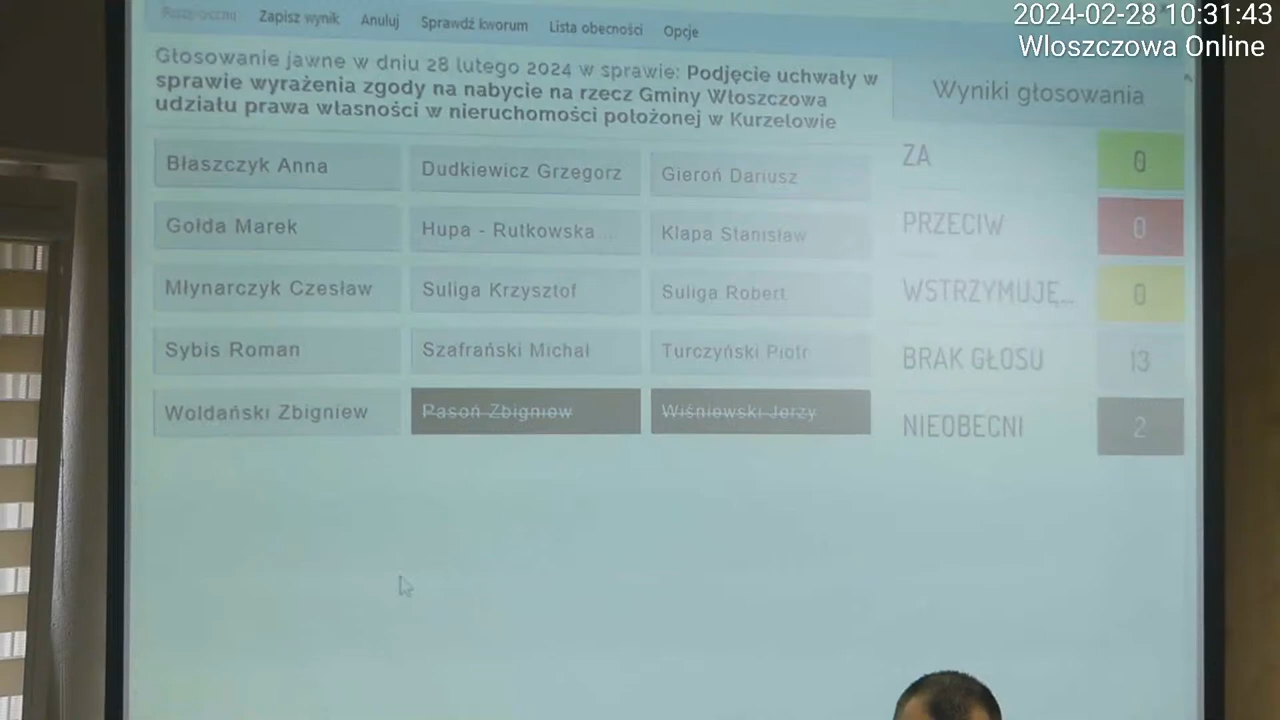 2024-02-28 10:31:43
Wloszczowa Online
Zapisz wynik Anuluj Sprawdź kworum Lista obecności Opcje
Głosowanie jawne w dniu 28 lutego 2024 w sprawie: Podjęcie uchwały w
sprawie wyrażenia zgody na nabycie na rzecz Gminy Włoszczowa
udziału prawa własności w nieruchomości położonej w Kurzelowie
Wyniki głosowania
Błaszczyk Anna Dudkiewicz Grzegorz Gieroń Dariusz
Gołda Marek Hupa - Rutkowska... Klapa Stanisław
Młynarczyk Czesław Suliga Krzysztof Suliga Robert
Sybis Roman Szafrański Michał Turczyński Piotr
Woldański Zbigniew Pasoń Zbigniew Wiśniewski Jerzy
ZA 0
PRZECIW 0
WSTRZYMUJĘ... 0
BRAK GŁOSU 13
NIEOBECNI 2